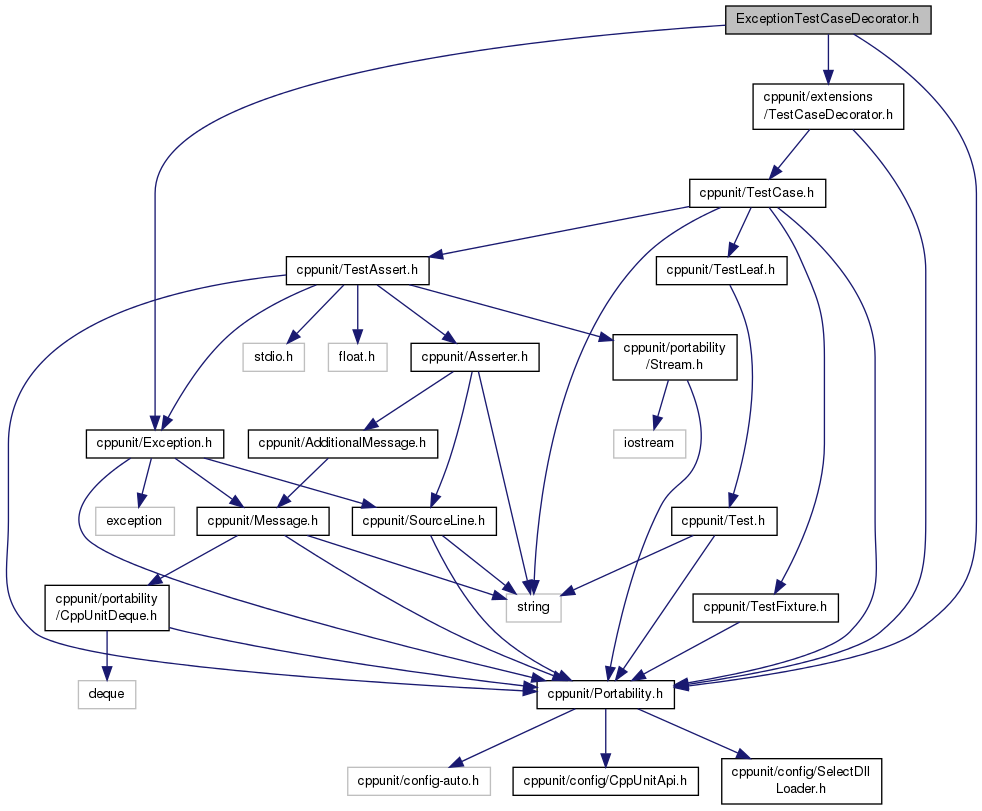 ExceptionTestCaseDecorator.h
cppunit/extensions
/TestCaseDecorator.h
cppunit/TestCase.h
cppunit/TestAssert.h
cppunit/TestLeaf.h
stdio.h
float.h
cppunit/Asserter.h
cppunit/portability
/Stream.h
cppunit/Exception.h
cppunit/AdditionalMessage.h
iostream
exception
cppunit/Message.h
cppunit/SourceLine.h
cppunit/Test.h
cppunit/portability
/CppUnitDeque.h
string
cppunit/TestFixture.h
deque
cppunit/Portability.h
cppunit/config-auto.h
cppunit/config/CppUnitApi.h
cppunit/config/SelectDll
Loader.h